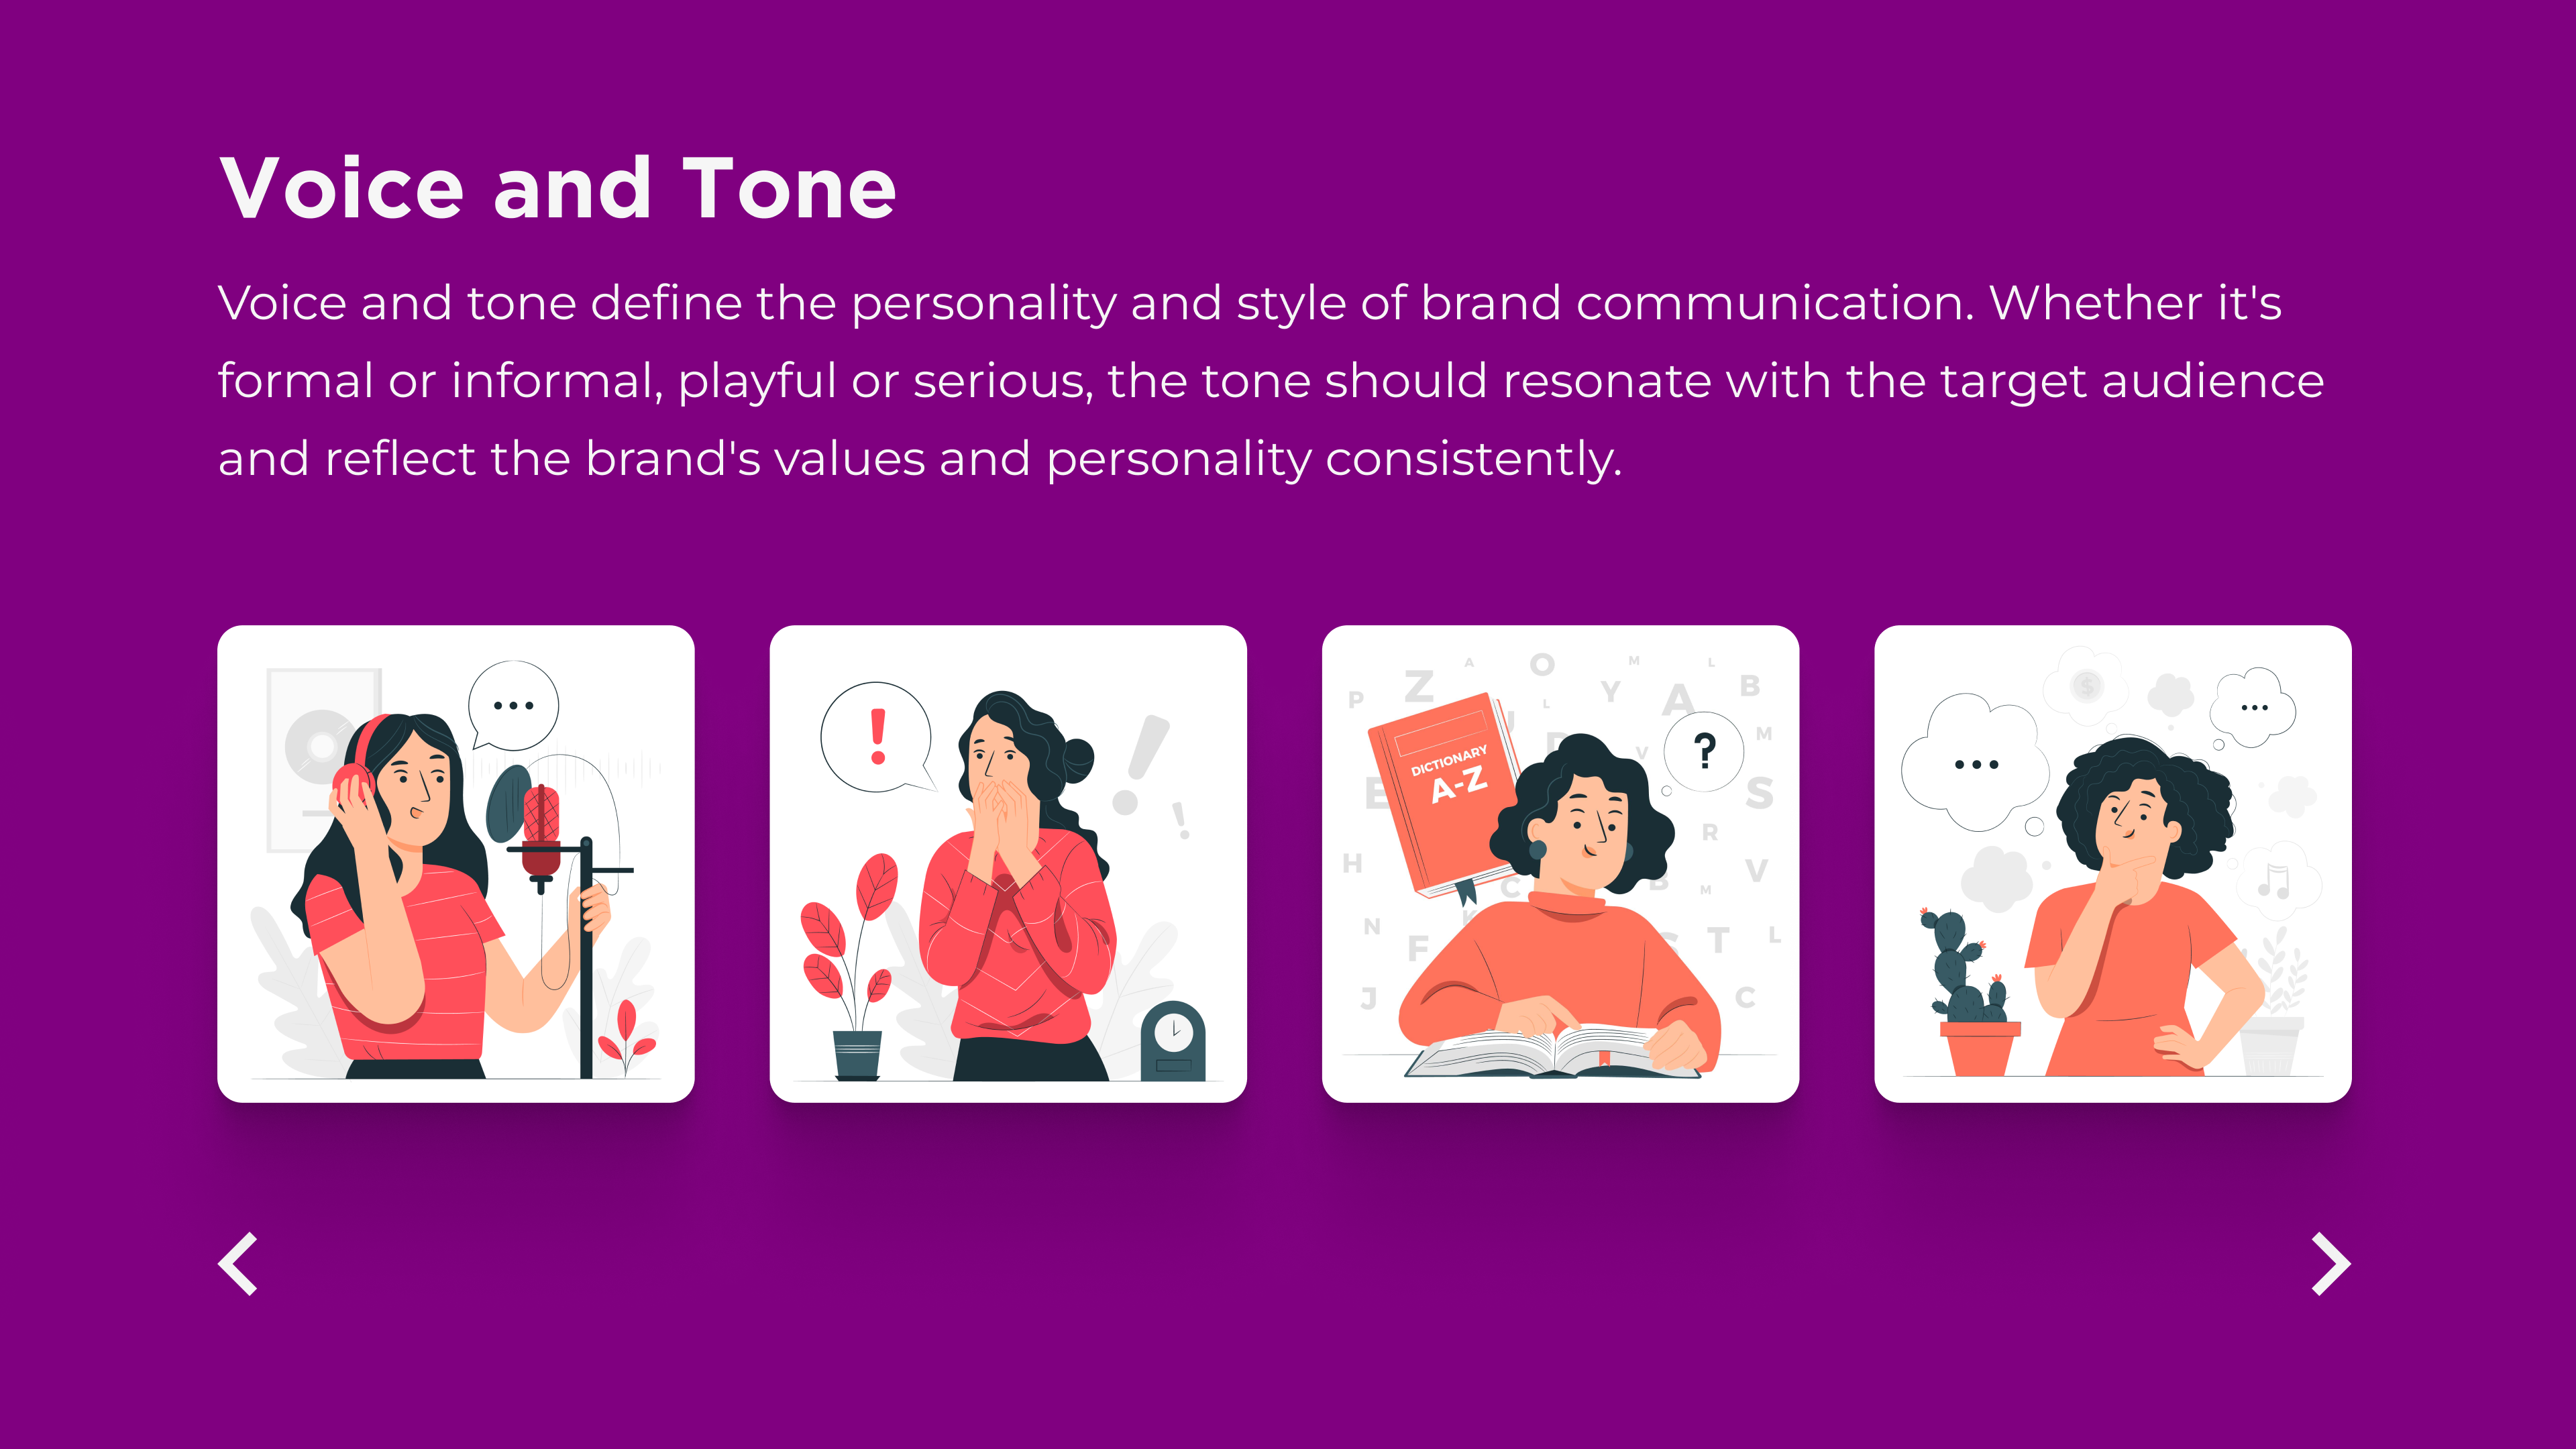 Voice and Tone
Voice and tone define the personality and style of brand communication. Whether it's
formal or informal, playful or serious, the tone should resonate with the target audience
and reflect the brand's values and personality consistently.
!
!
!
DICTIONARY
A-Z
?
A O M L
P Z L Y A B
U M
V
E S
R
H V
C B M
N K
F T L
J C
$